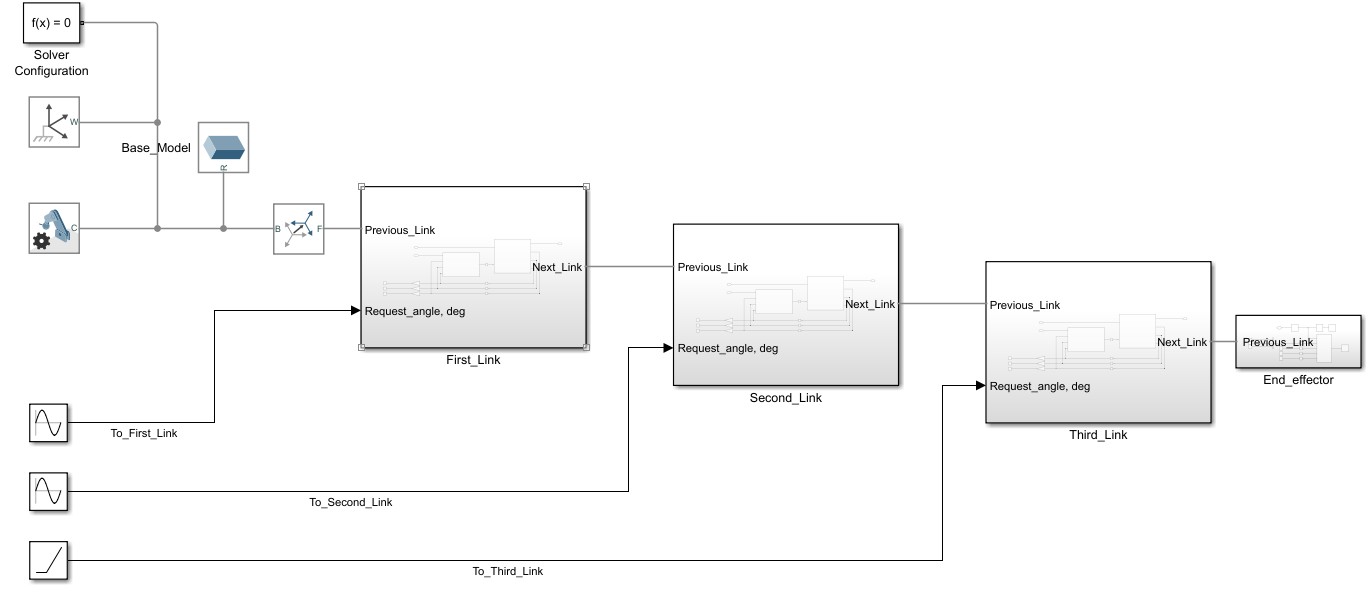 f(x) = 0
Solver
Configuration
W
Base_Model
R
C
B
F
Previous_Link
Next_Link
Request_angle, deg
First_Link
Previous_Link
Next_Link
Request_angle, deg
Second_Link
Previous_Link
Next_Link
Request_angle, deg
Third_Link
Previous_Link
End_effector
To_First_Link
To_Second_Link
To_Third_Link